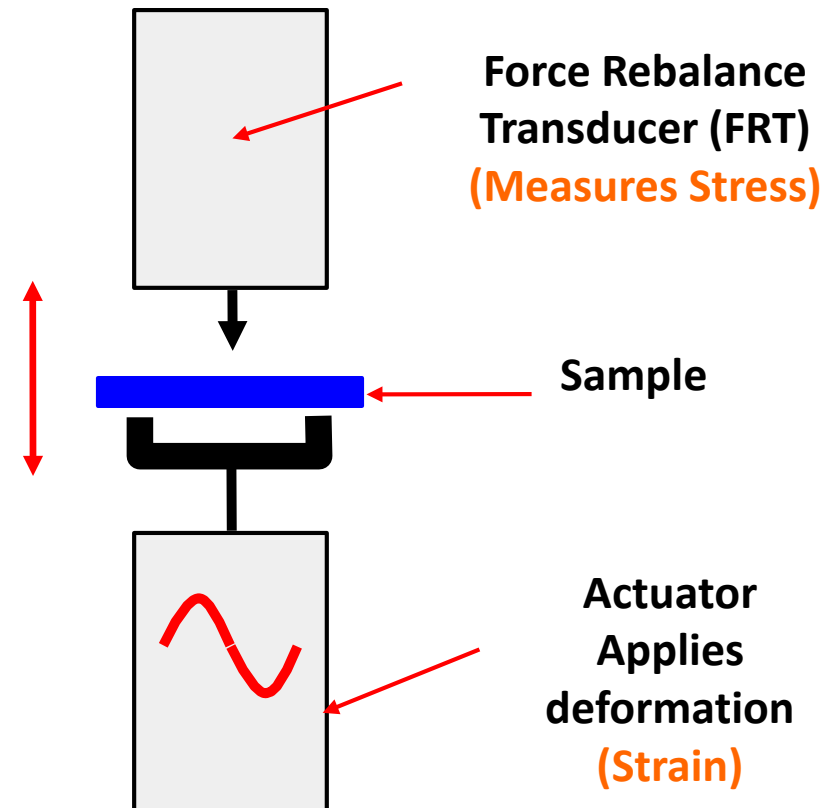 Force Rebalance
Transducer (FRT)
(Measures Stress)
Sample
Actuator
Applies
deformation
(Strain)